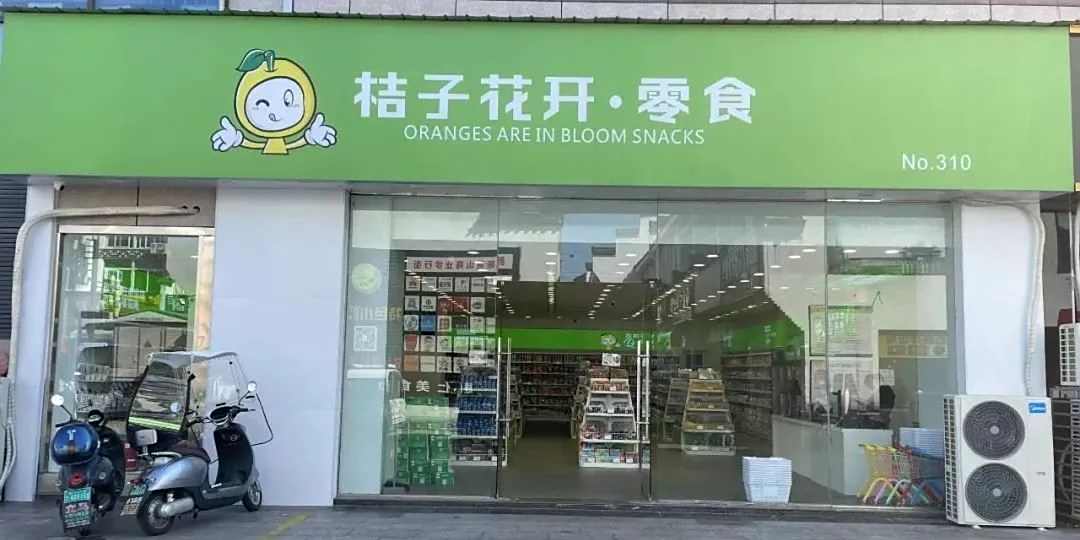 桔子花开·零食
ORANGES ARE IN BLOOM SNACKS
No.310